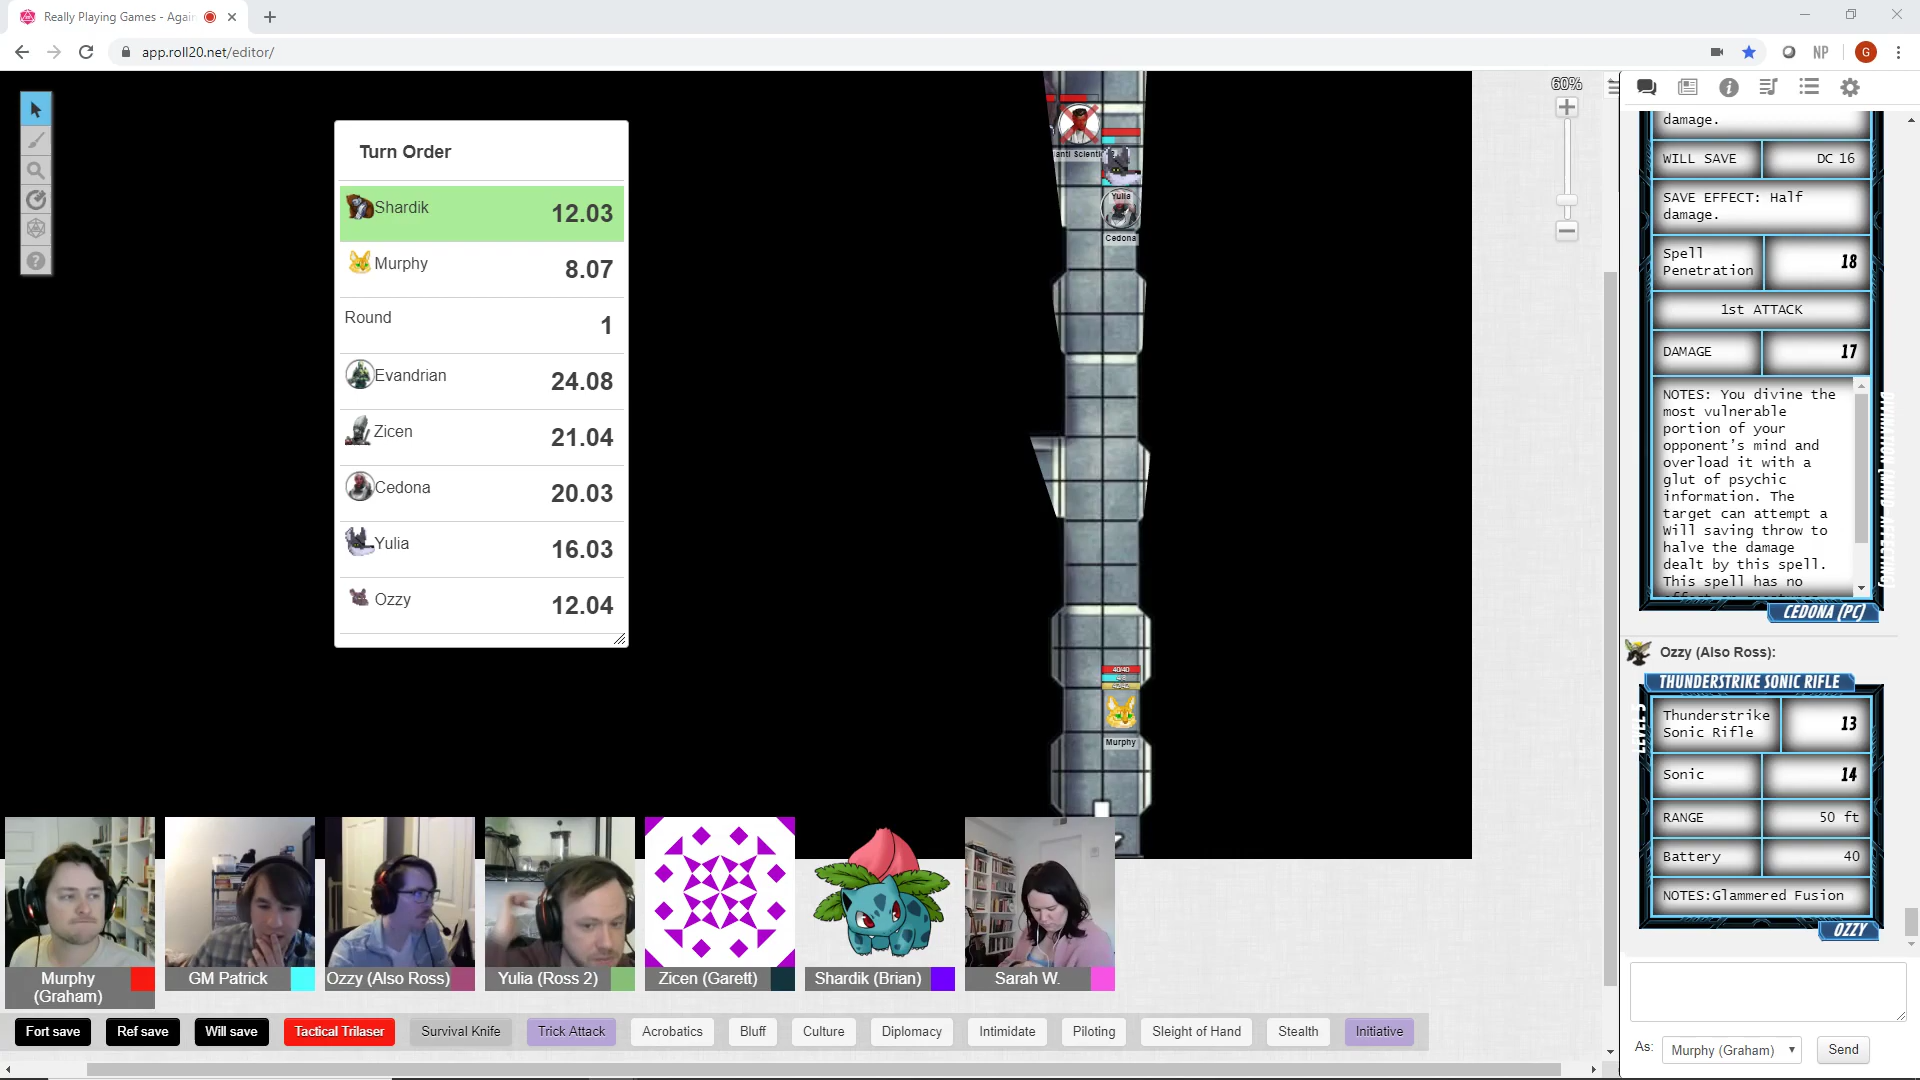 Really Playing Games - Again
app.roll20.net/editor/
NP
G
60%
Turn Order
Shardik 12.03
Murphy 8.07
Round 1
Evandrian 24.08
Zicen 21.04
Cedona 20.03
Yulia 16.03
Ozzy 12.04
Yulia
Cedona
40/40
Murphy
damage.
WILL SAVE DC 16
SAVE EFFECT: Half
damage.
Spell
Penetration 18
1st ATTACK
DAMAGE 17
NOTES: You divine the
most vulnerable
portion of your
opponent's mind and
overload it with a
glut of psychic
information. The
target can attempt a
Will saving throw to
halve the damage
dealt by this spell.
This spell has no
CEDONA (PC)
Ozzy (Also Ross):
THUNDERSTRIKE SONIC RIFLE
LEVEL 5
Thunderstrike
Sonic Rifle 13
Sonic 14
RANGE 50 ft
Battery 40
NOTES:Glammered Fusion
OZZY
Murphy
(Graham)
GM Patrick
Ozzy (Also Ross)
Yulia (Ross 2)
Zicen (Garett)
Shardik (Brian)
Sarah W.
Fort save
Ref save
Will save
Tactical Trilaser
Survival Knife
Trick Attack
Acrobatics
Bluff
Culture
Diplomacy
Intimidate
Piloting
Sleight of Hand
Stealth
Initiative
As: Murphy (Graham)
Send